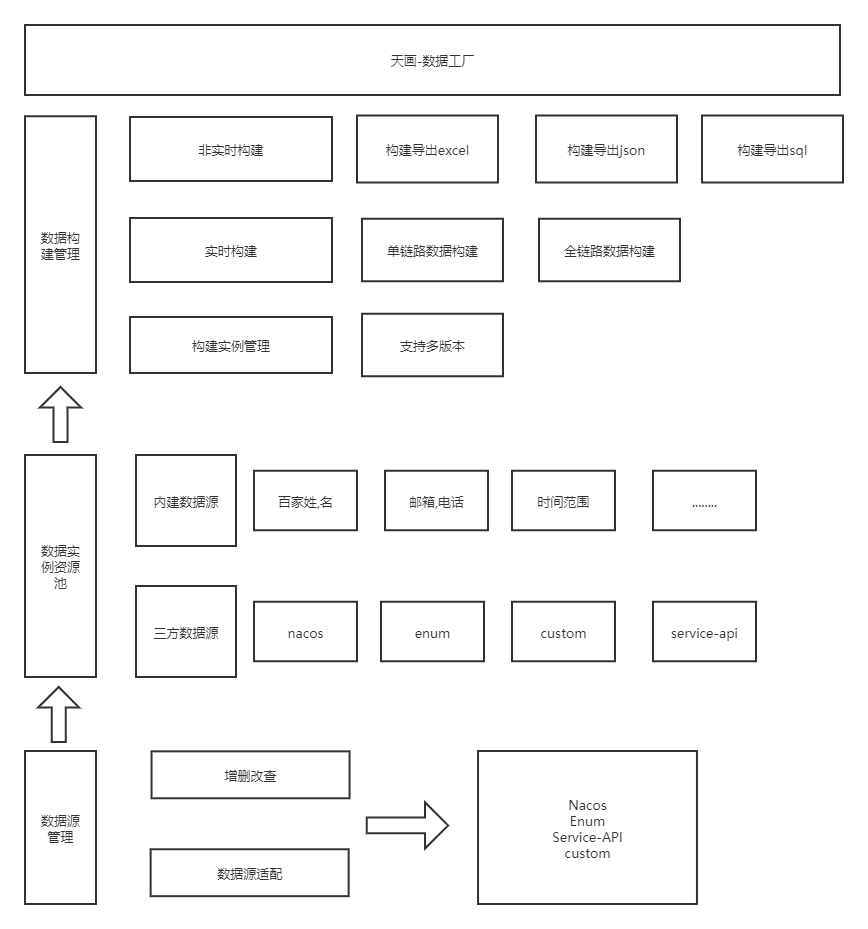 天画-数据工厂
数据构
建管理
非实时构建
构建导出excel
构建导出json
构建导出sql
实时构建
单链路数据构建
全链路数据构建
构建实例管理
支持多版本
数据实
例资源
池
内建数据源
百家姓,名
邮箱,电话
时间范围
........
三方数据源
nacos
enum
custom
service-api
数据源
管理
增删改查
数据源适配
Nacos
Enum
Service-API
custom